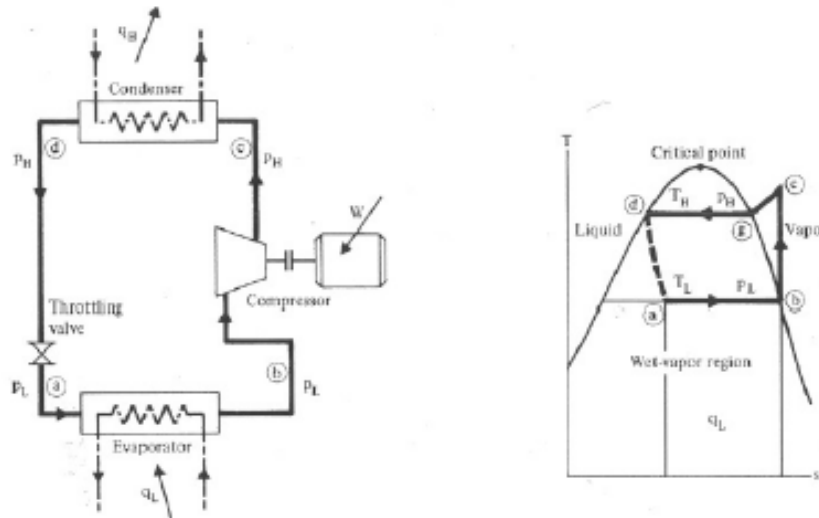 q_H
Condenser
d
c
p_H
p_H
W
Compressor
Throttling
valve
a
b
p_L
p_L
Evaporator
q_L
T
Critical point
c
d
T_H
p_H
g
Liquid
Vapo
T_L
p_L
a
b
Wet-vapor region
q_L
s